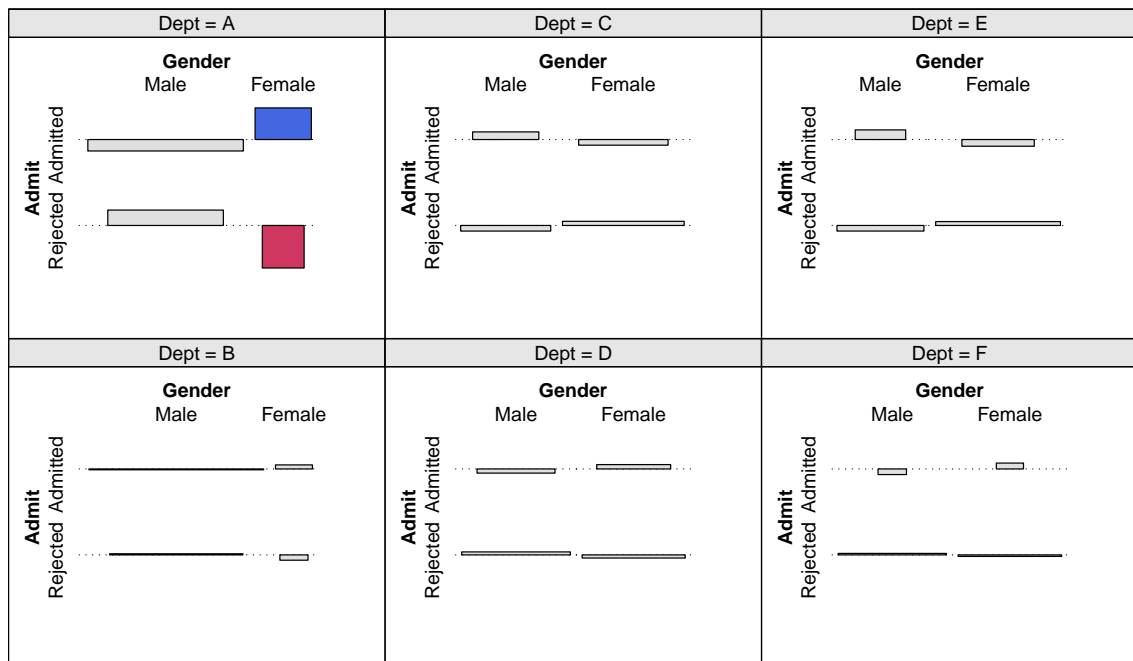 Dept = A
Gender
Male Female
Admit
Admitted
Rejected
Dept = C
Gender
Male Female
Admit
Admitted
Rejected
Dept = E
Gender
Male Female
Admit
Admitted
Rejected
Dept = B
Gender
Male Female
Admit
Admitted
Rejected
Dept = D
Gender
Male Female
Admit
Admitted
Rejected
Dept = F
Gender
Male Female
Admit
Admitted
Rejected